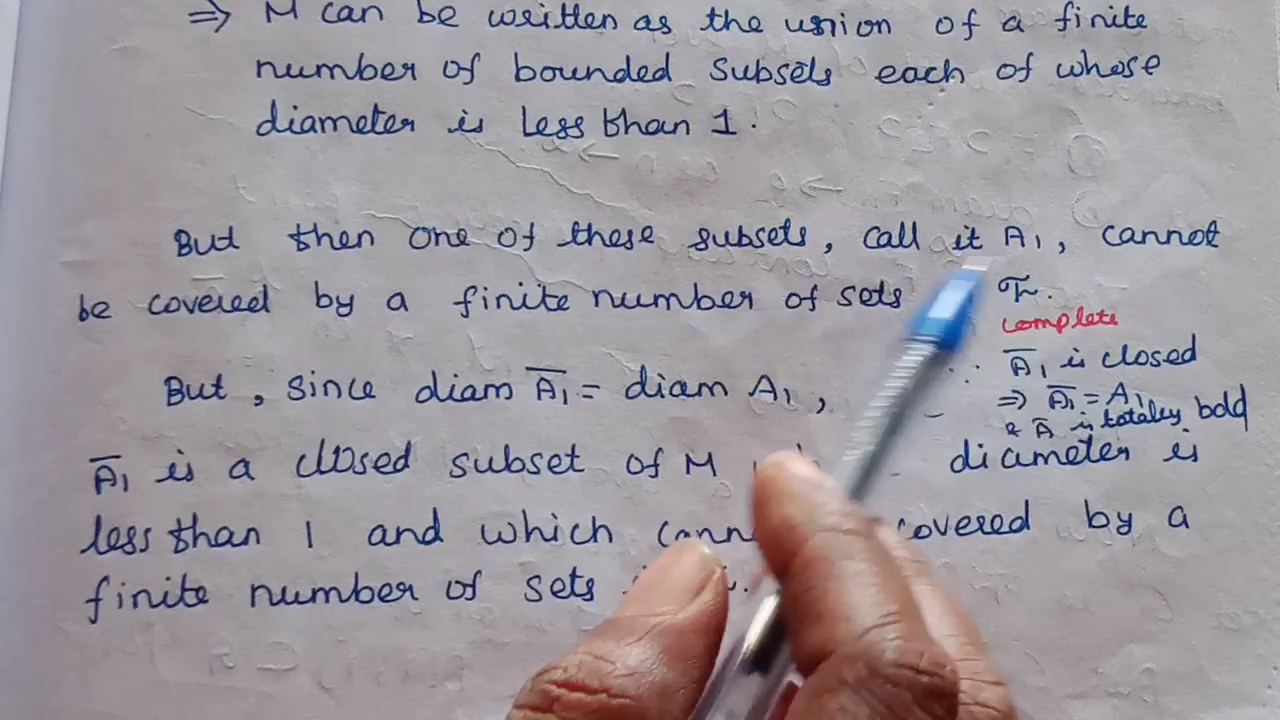 ⇒ M can be written as the union of a finite
number of bounded subsets each of whose
diameter is less than 1.
But then one of these subsets, call it A₁, cannot
be covered by a finite number of sets
complete
But, since diam A̅₁ = diam A₁,
∴ A̅₁ is closed
⇒ A̅₁ = A₁
& A̅ is totally bdd
A̅₁ is a closed subset of M diameter is
less than 1 and which covered by a
finite number of sets